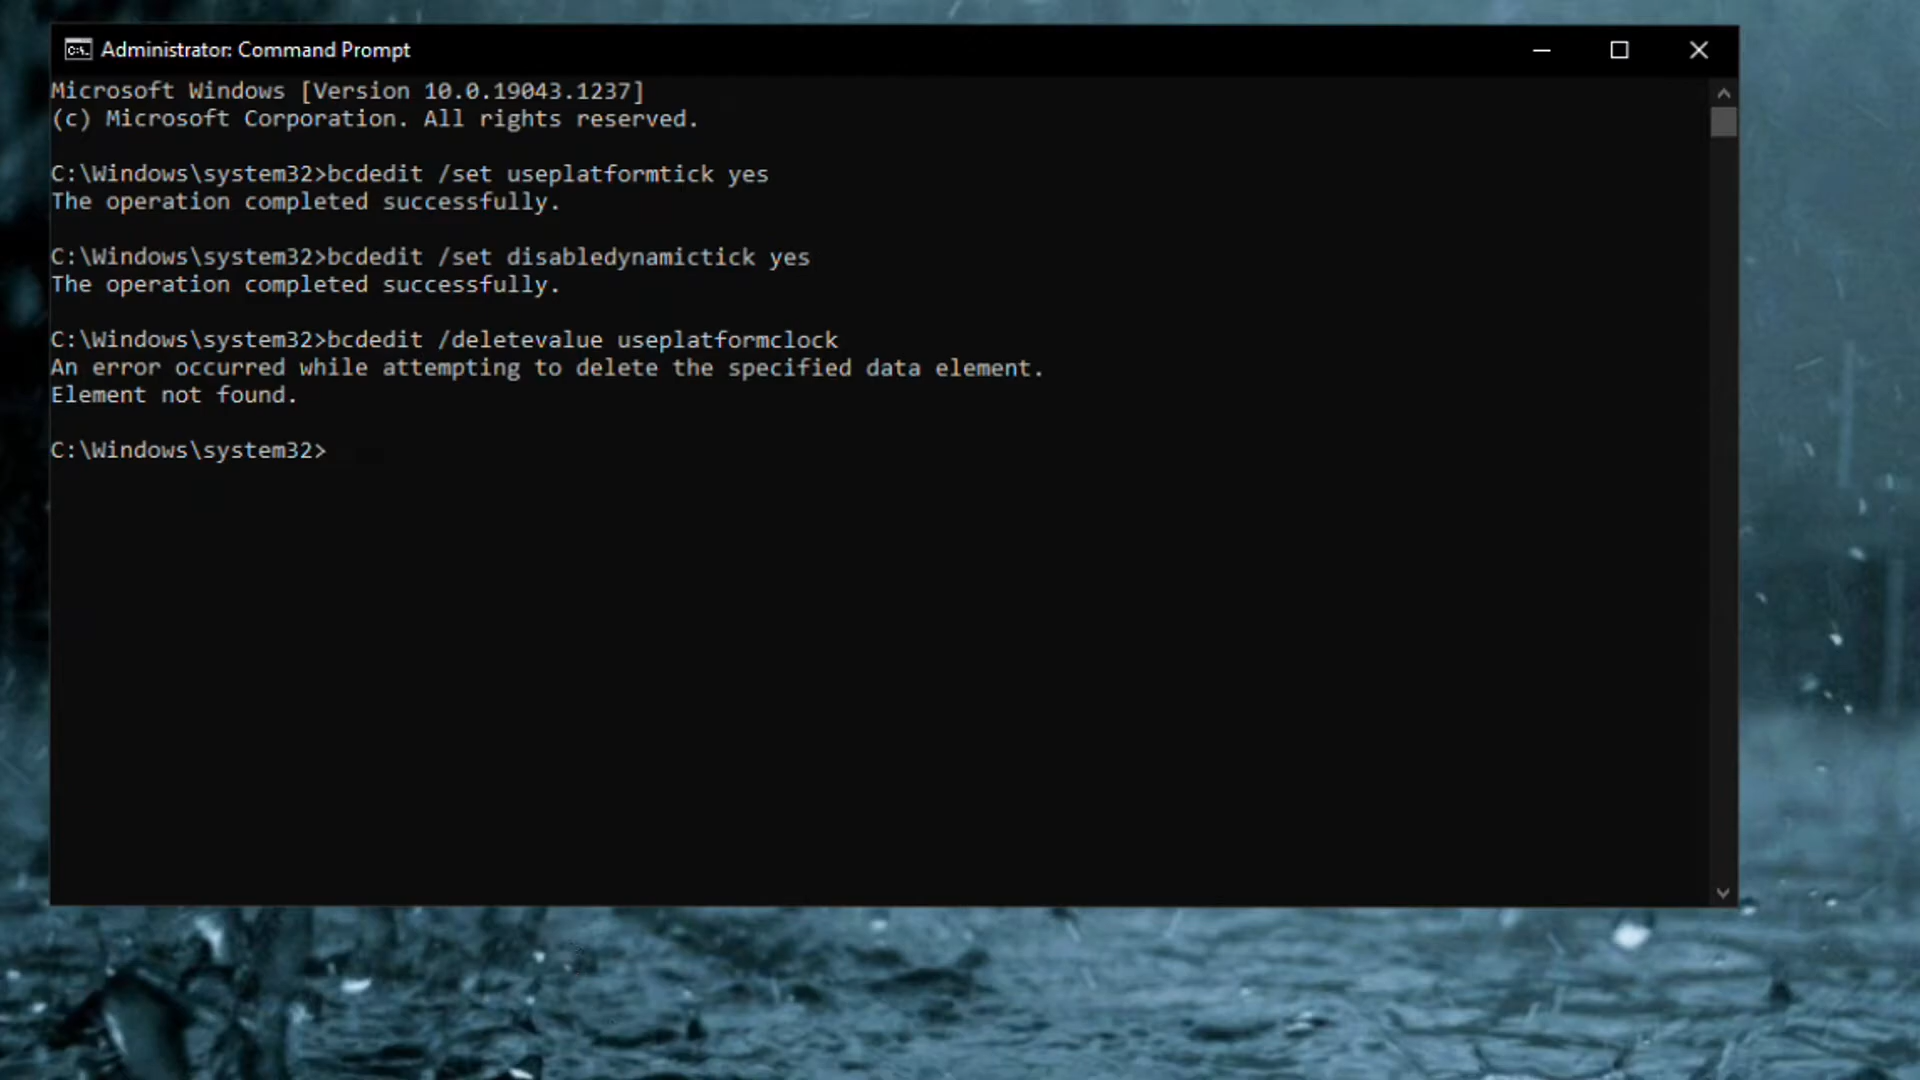 Administrator: Command Prompt
Microsoft Windows [Version 10.0.19043.1237]
(c) Microsoft Corporation. All rights reserved.
C:\Windows\system32>bcdedit /set useplatformtick yes
The operation completed successfully.
C:\Windows\system32>bcdedit /set disabledynamictick yes
The operation completed successfully.
C:\Windows\system32>bcdedit /deletevalue useplatformclock
An error occurred while attempting to delete the specified data element.
Element not found.
C:\Windows\system32>